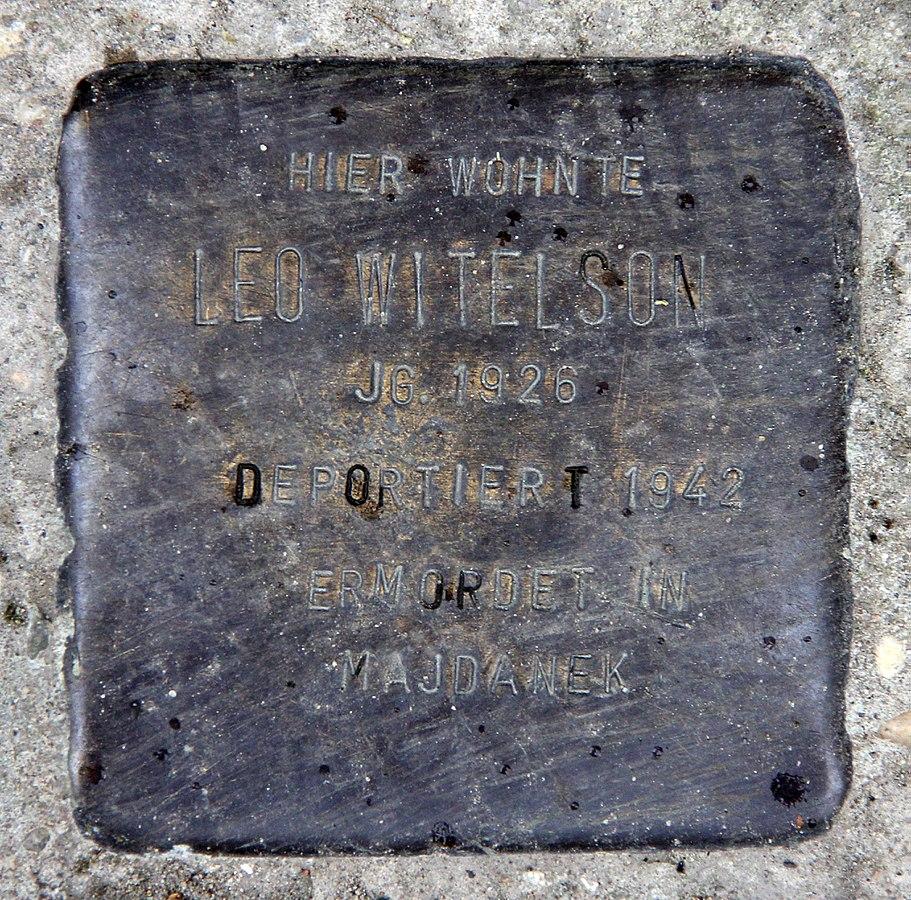 HIER WOHNTE
LEO WITELSON
JG. 1926
DEPORTIERT 1942
ERMORDET IN
MAJDANEK